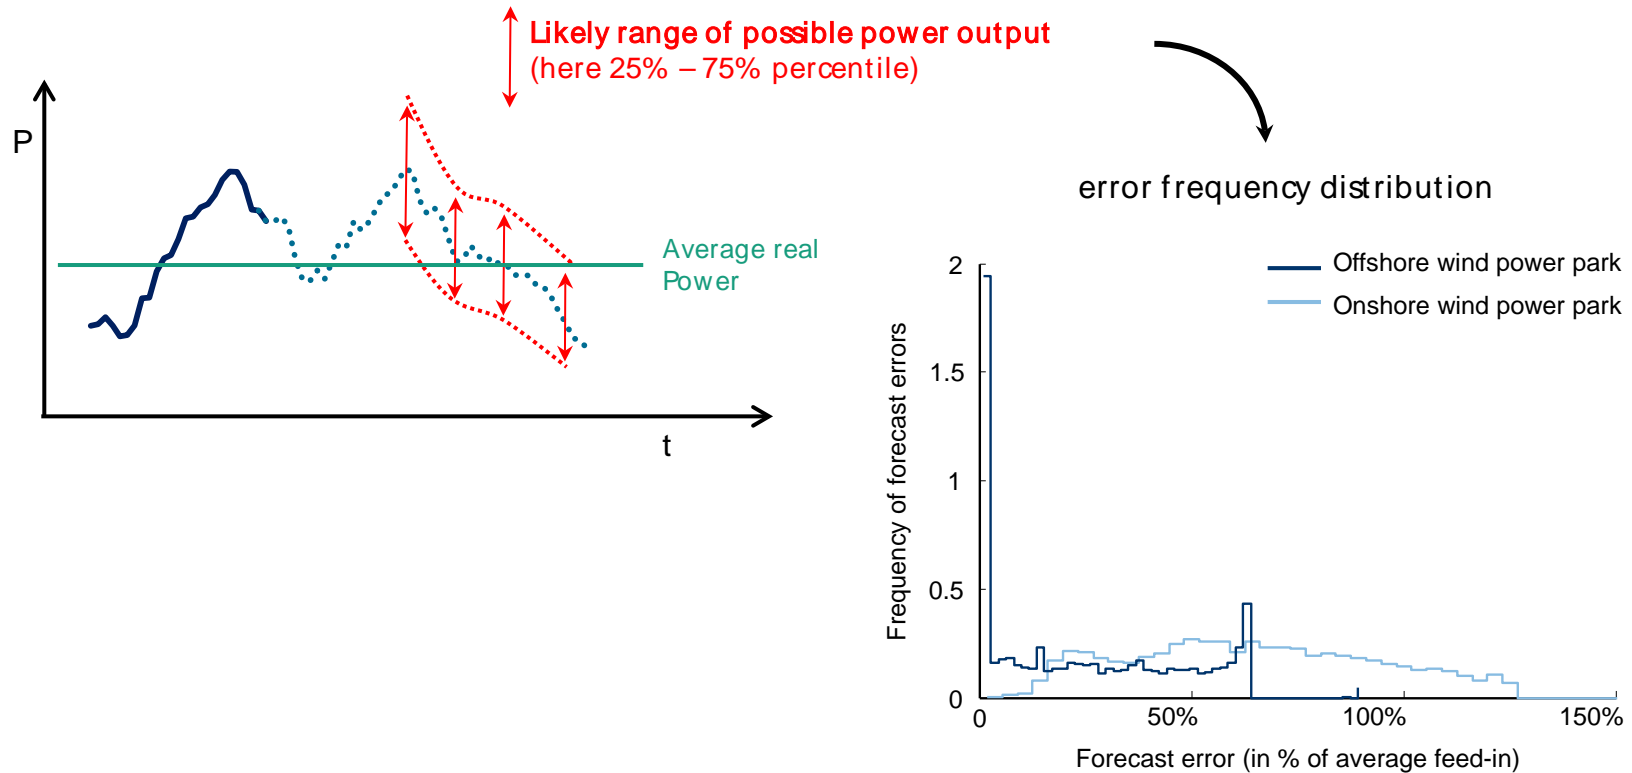 Likely range of possible power output
(here 25% – 75% percentile)
P
Average real
Power
t
error frequency distribution
Offshore wind power park
Onshore wind power park
Frequency of forecast errors
2
1.5
1
0.5
0
0
50%
100%
150%
Forecast error (in % of average feed-in)